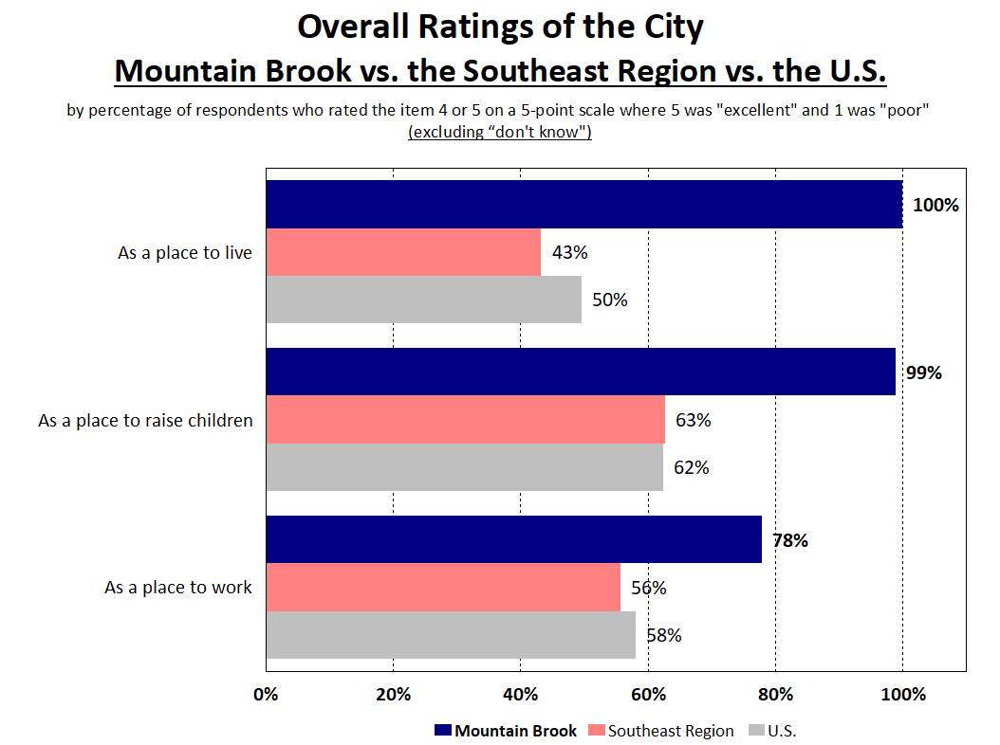 Overall Ratings of the City
Mountain Brook vs. the Southeast Region vs. the U.S.
by percentage of respondents who rated the item 4 or 5 on a 5-point scale where 5 was "excellent" and 1 was "poor"
(excluding “don't know")
100%
As a place to live
43%
50%
99%
As a place to raise children
63%
62%
78%
As a place to work
56%
58%
0% 20% 40% 60% 80% 100%
Mountain Brook Southeast Region U.S.